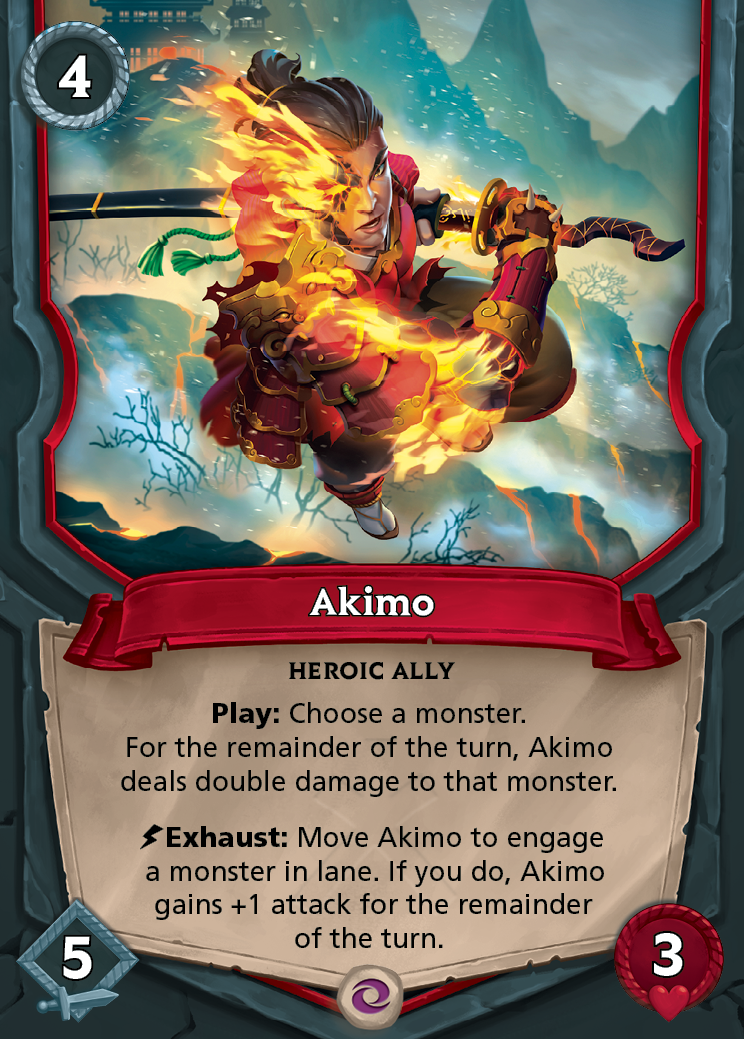 4
Akimo
HEROIC ALLY
Play: Choose a monster.
For the remainder of the turn, Akimo
deals double damage to that monster.
Exhaust: Move Akimo to engage
a monster in lane. If you do, Akimo
gains +1 attack for the remainder
of the turn.
5
3